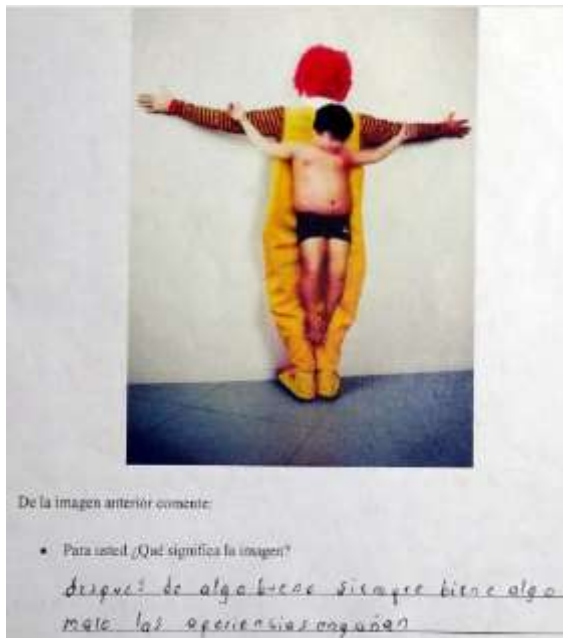 De la imagen anterior comente:
• Para usted ¿Qué significa la imagen?
despues de algo bueno siempre biene algo
malo las apariencias engañan